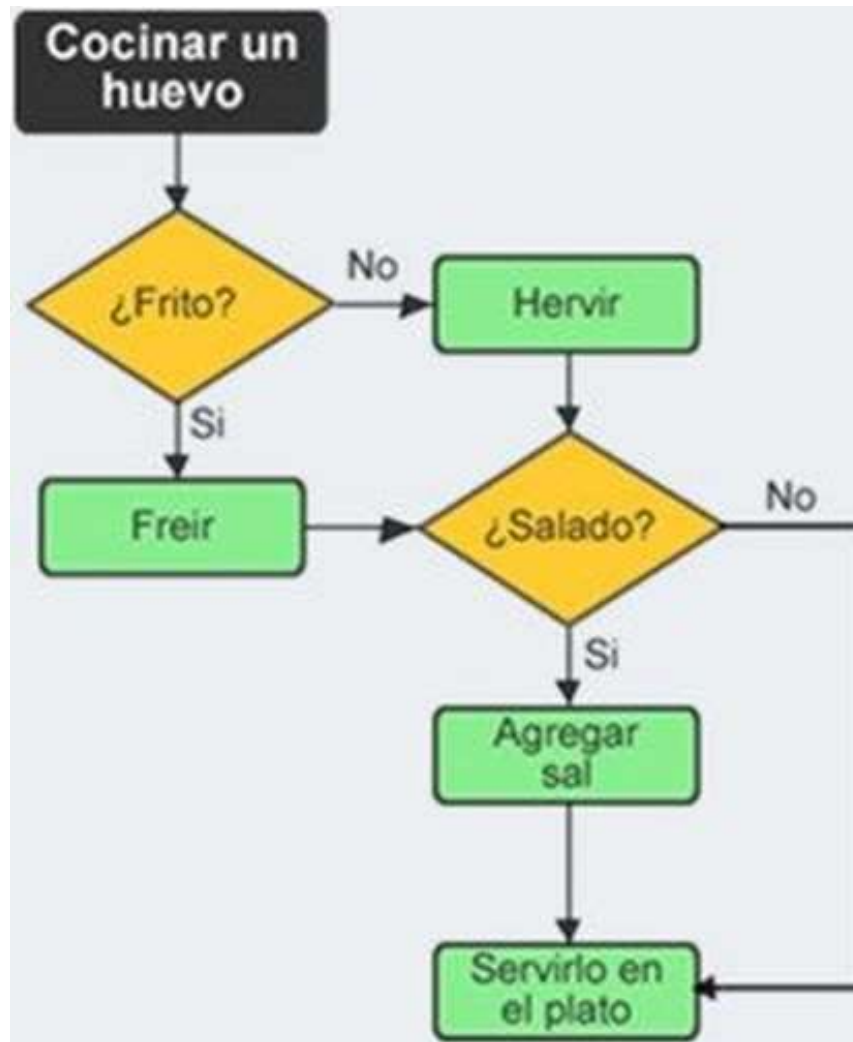 Cocinar un
huevo
¿Frito?
No
Hervir
Si
Freir
¿Salado?
No
Si
Agregar
sal
Servirlo en
el plato